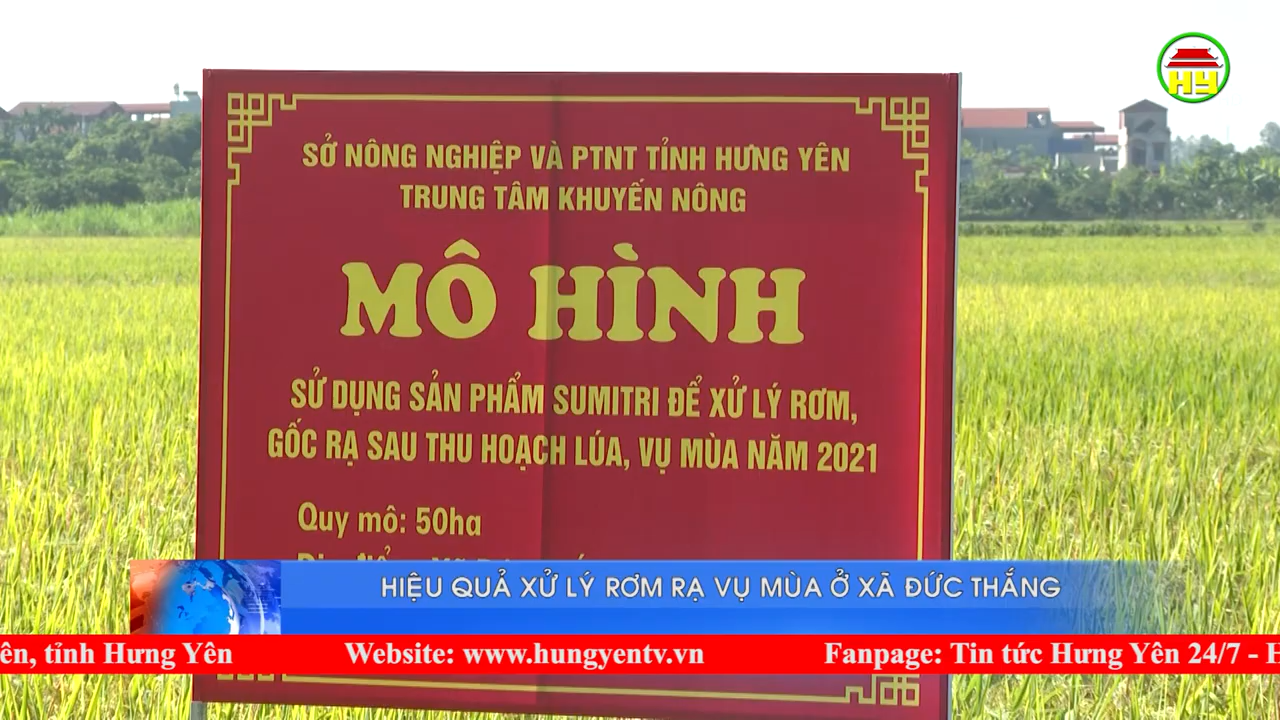 HY
SỞ NÔNG NGHIỆP VÀ PTNT TỈNH HƯNG YÊN
TRUNG TÂM KHUYẾN NÔNG
MÔ HÌNH
SỬ DỤNG SẢN PHẨM SUMITRI ĐỂ XỬ LÝ RƠM,
GỐC RẠ SAU THU HOẠCH LÚA, VỤ MÙA NĂM 2021
Quy mô: 50ha
HIỆU QUẢ XỬ LÝ RƠM RẠ VỤ MÙA Ở XÃ ĐỨC THẮNG
ên, tỉnh Hưng Yên Website: www.hungyentv.vn Fanpage: Tin tức Hưng Yên 24/7 - H